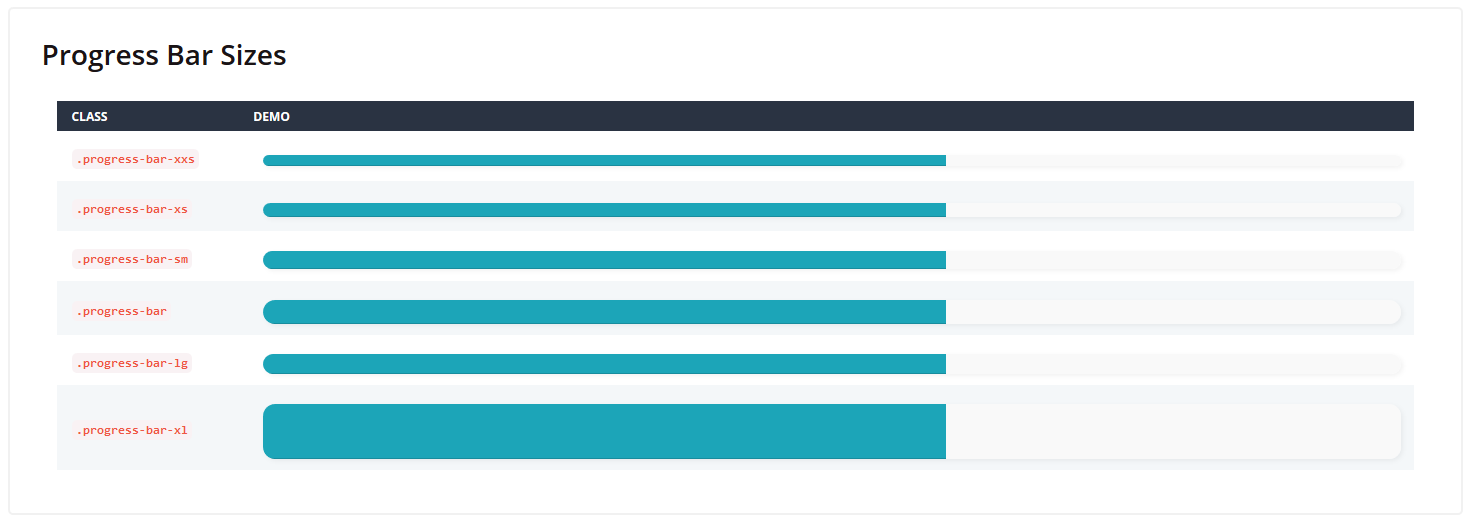 Progress Bar Sizes
CLASS DEMO
.progress-bar-xxs
.progress-bar-xs
.progress-bar-sm
.progress-bar
.progress-bar-lg
.progress-bar-xl